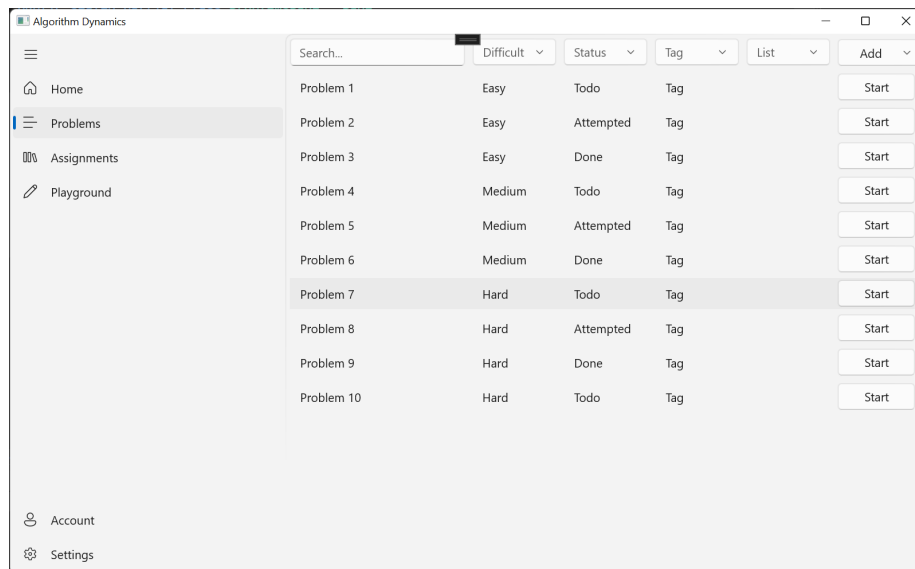 Algorithm Dynamics
Search... Difficult Status Tag List Add
Home
Problems
Assignments
Playground
Problem 1 Easy Todo Tag Start
Problem 2 Easy Attempted Tag Start
Problem 3 Easy Done Tag Start
Problem 4 Medium Todo Tag Start
Problem 5 Medium Attempted Tag Start
Problem 6 Medium Done Tag Start
Problem 7 Hard Todo Tag Start
Problem 8 Hard Attempted Tag Start
Problem 9 Hard Done Tag Start
Problem 10 Hard Todo Tag Start
Account
Settings